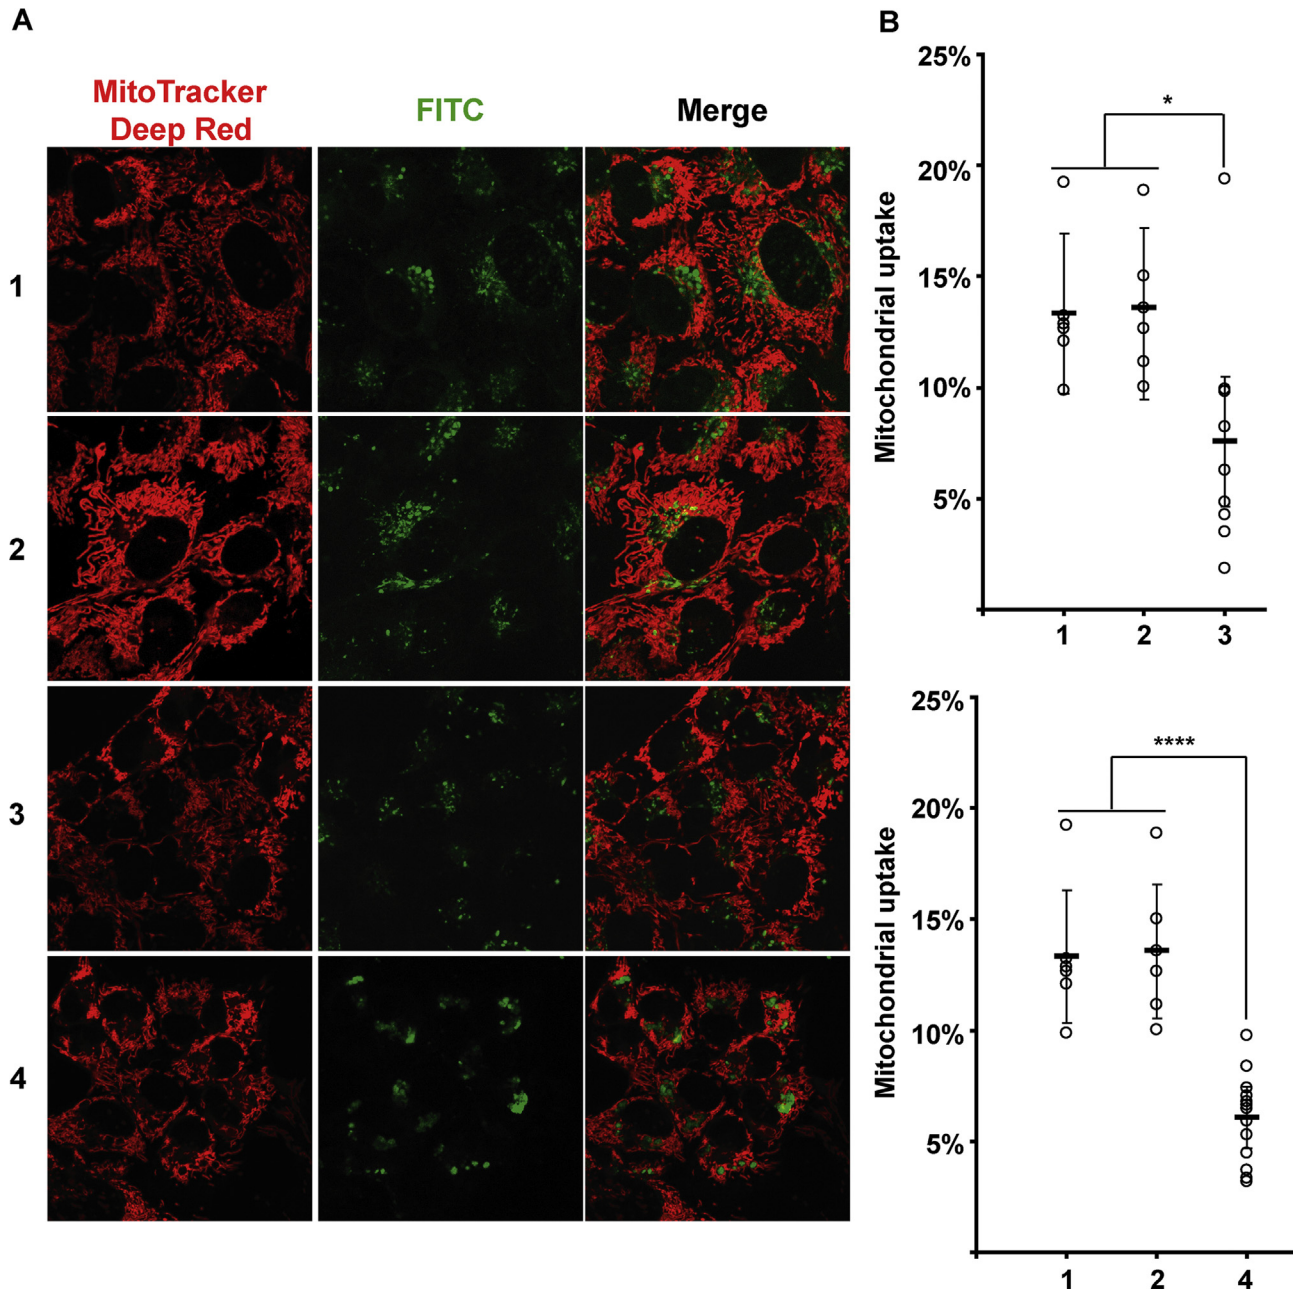 A
MitoTracker
Deep Red
FITC
Merge
1
2
3
4
B
Mitochondrial uptake
25%
20%
15%
10%
5%
*
1
2
3
Mitochondrial uptake
25%
20%
15%
10%
5%
****
1
2
4